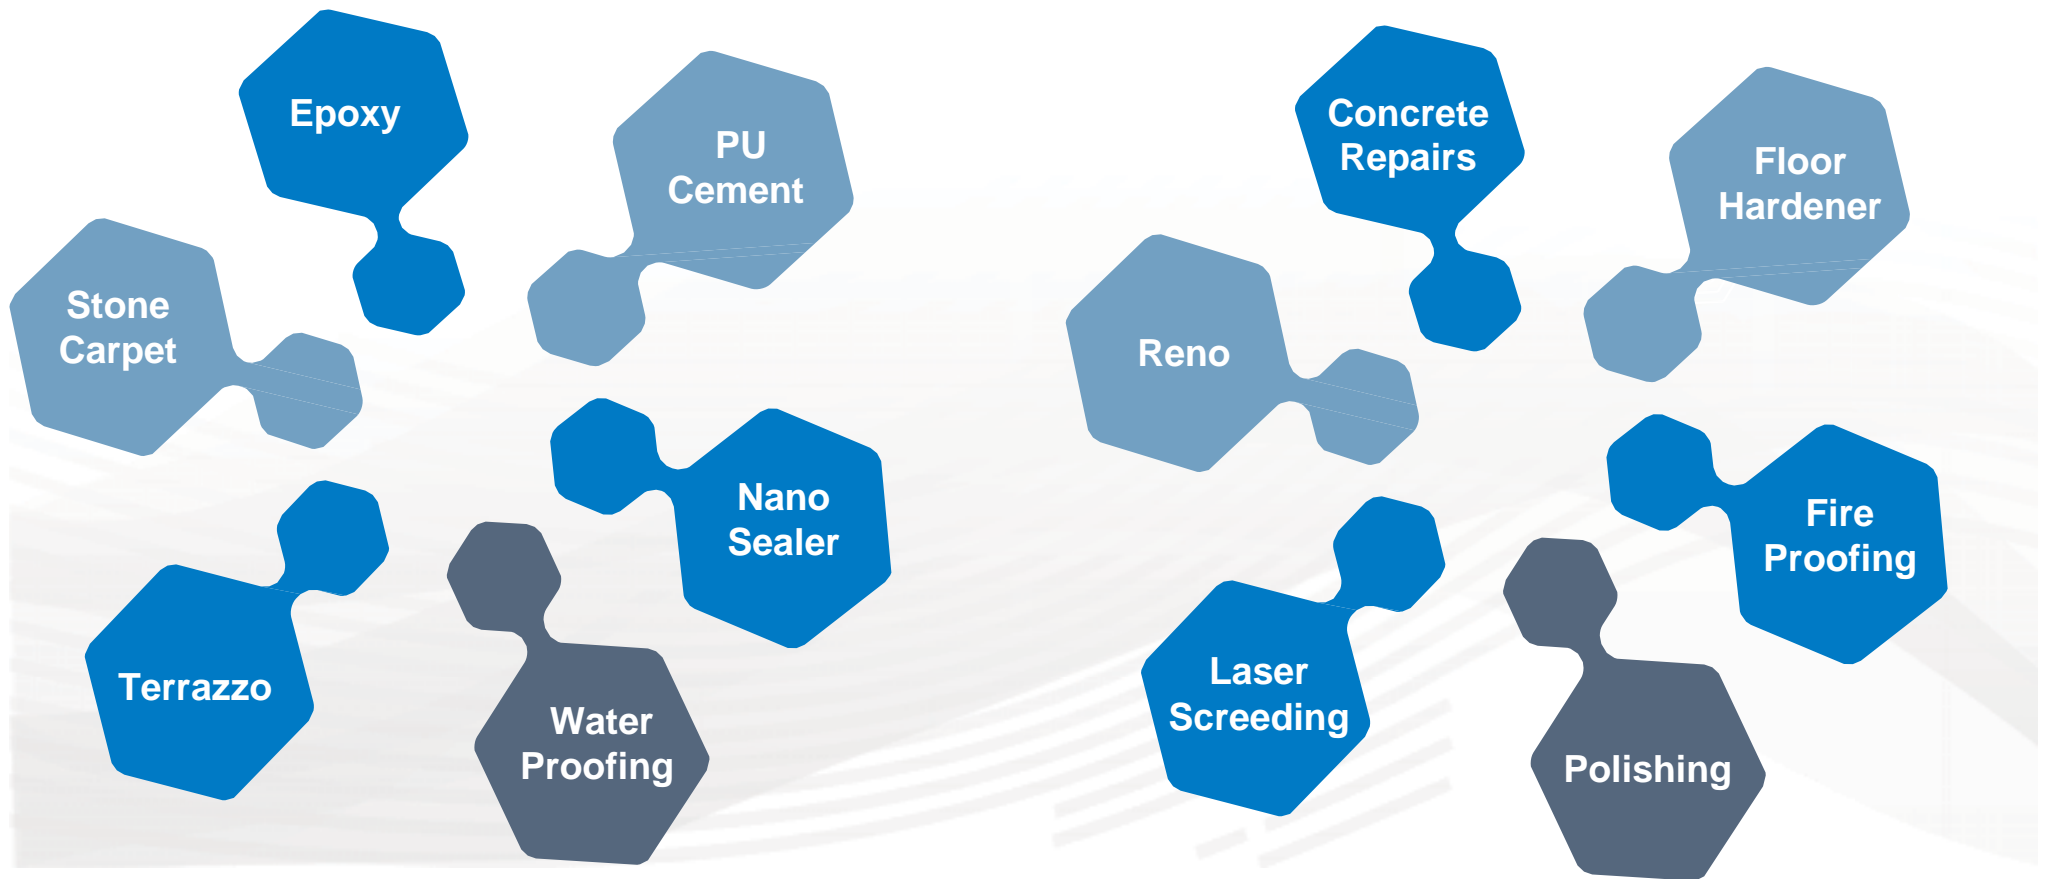 Epoxy
PU
Cement
Stone
Carpet
Nano
Sealer
Terrazzo
Water
Proofing
Concrete
Repairs
Floor
Hardener
Reno
Fire
Proofing
Laser
Screeding
Polishing